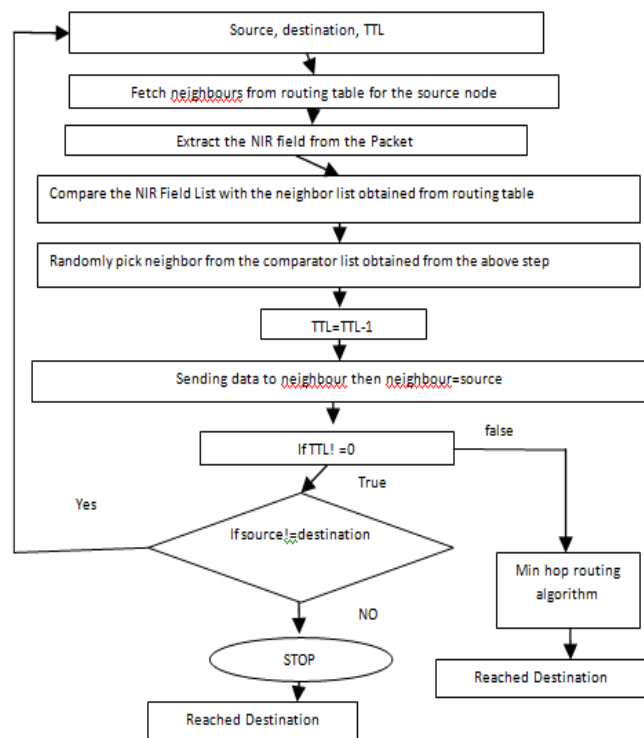 Source, destination, TTL
Fetch neighbours from routing table for the source node
Extract the NIR field from the Packet
Compare the NIR Field List with the neighbor list obtained from routing table
Randomly pick neighbor from the comparator list obtained from the above step
TTL=TTL-1
Sending data to neighbour then neighbour=source
If TTL! =0
false
True
Yes
If source!=destination
Min hop routing
algorithm
NO
STOP
Reached Destination
Reached Destination